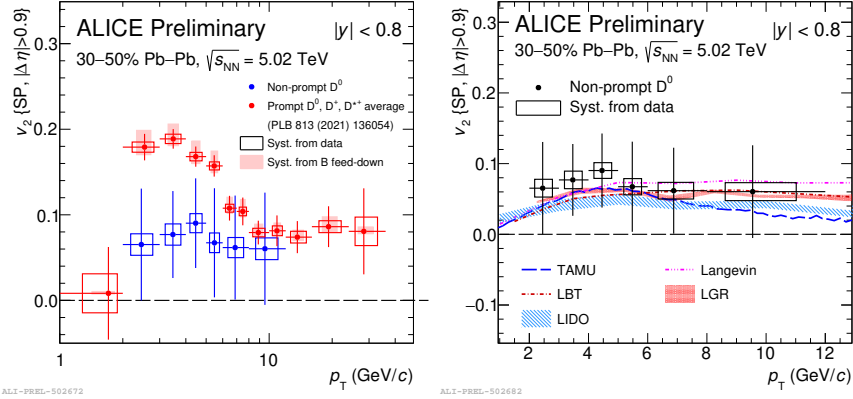 ALICE Preliminary
|y| < 0.8
30–50% Pb–Pb, √sNN = 5.02 TeV
Non-prompt D0
Prompt D0, D+, D*+ average
(PLB 813 (2021) 136054)
Syst. from data
Syst. from B feed-down
v2 {SP, |Δη|>0.9}
0.3
0.2
0.1
0.0
1
10
pT (GeV/c)
ALI-PREL-502672
ALICE Preliminary
|y| < 0.8
30–50% Pb–Pb, √sNN = 5.02 TeV
Non-prompt D0
Syst. from data
v2 {SP, |Δη|>0.9}
0.3
0.2
0.1
0.0
−0.1
TAMU
Langevin
LBT
LGR
LIDO
2 4 6 8 10 12
pT (GeV/c)
ALI-PREL-502682